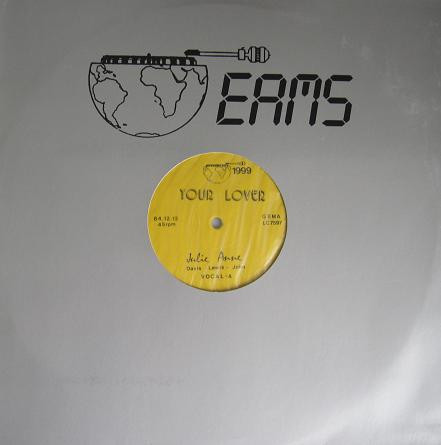 EAMS
1999
YOUR LOVER
84.12.13
45rpm
GEMA
LC7597
Julie Anne
Davis - Lewis - John
VOCAL - A